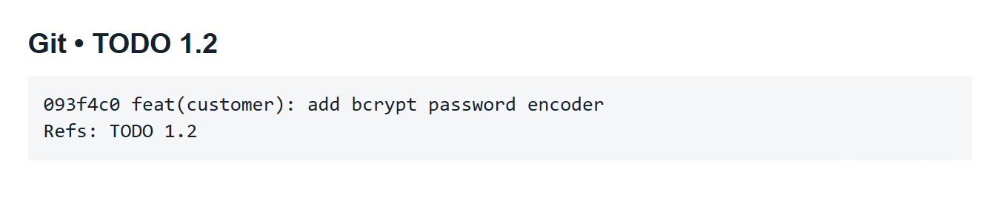 Git • TODO 1.2
093f4c0 feat(customer): add bcrypt password encoder
Refs: TODO 1.2